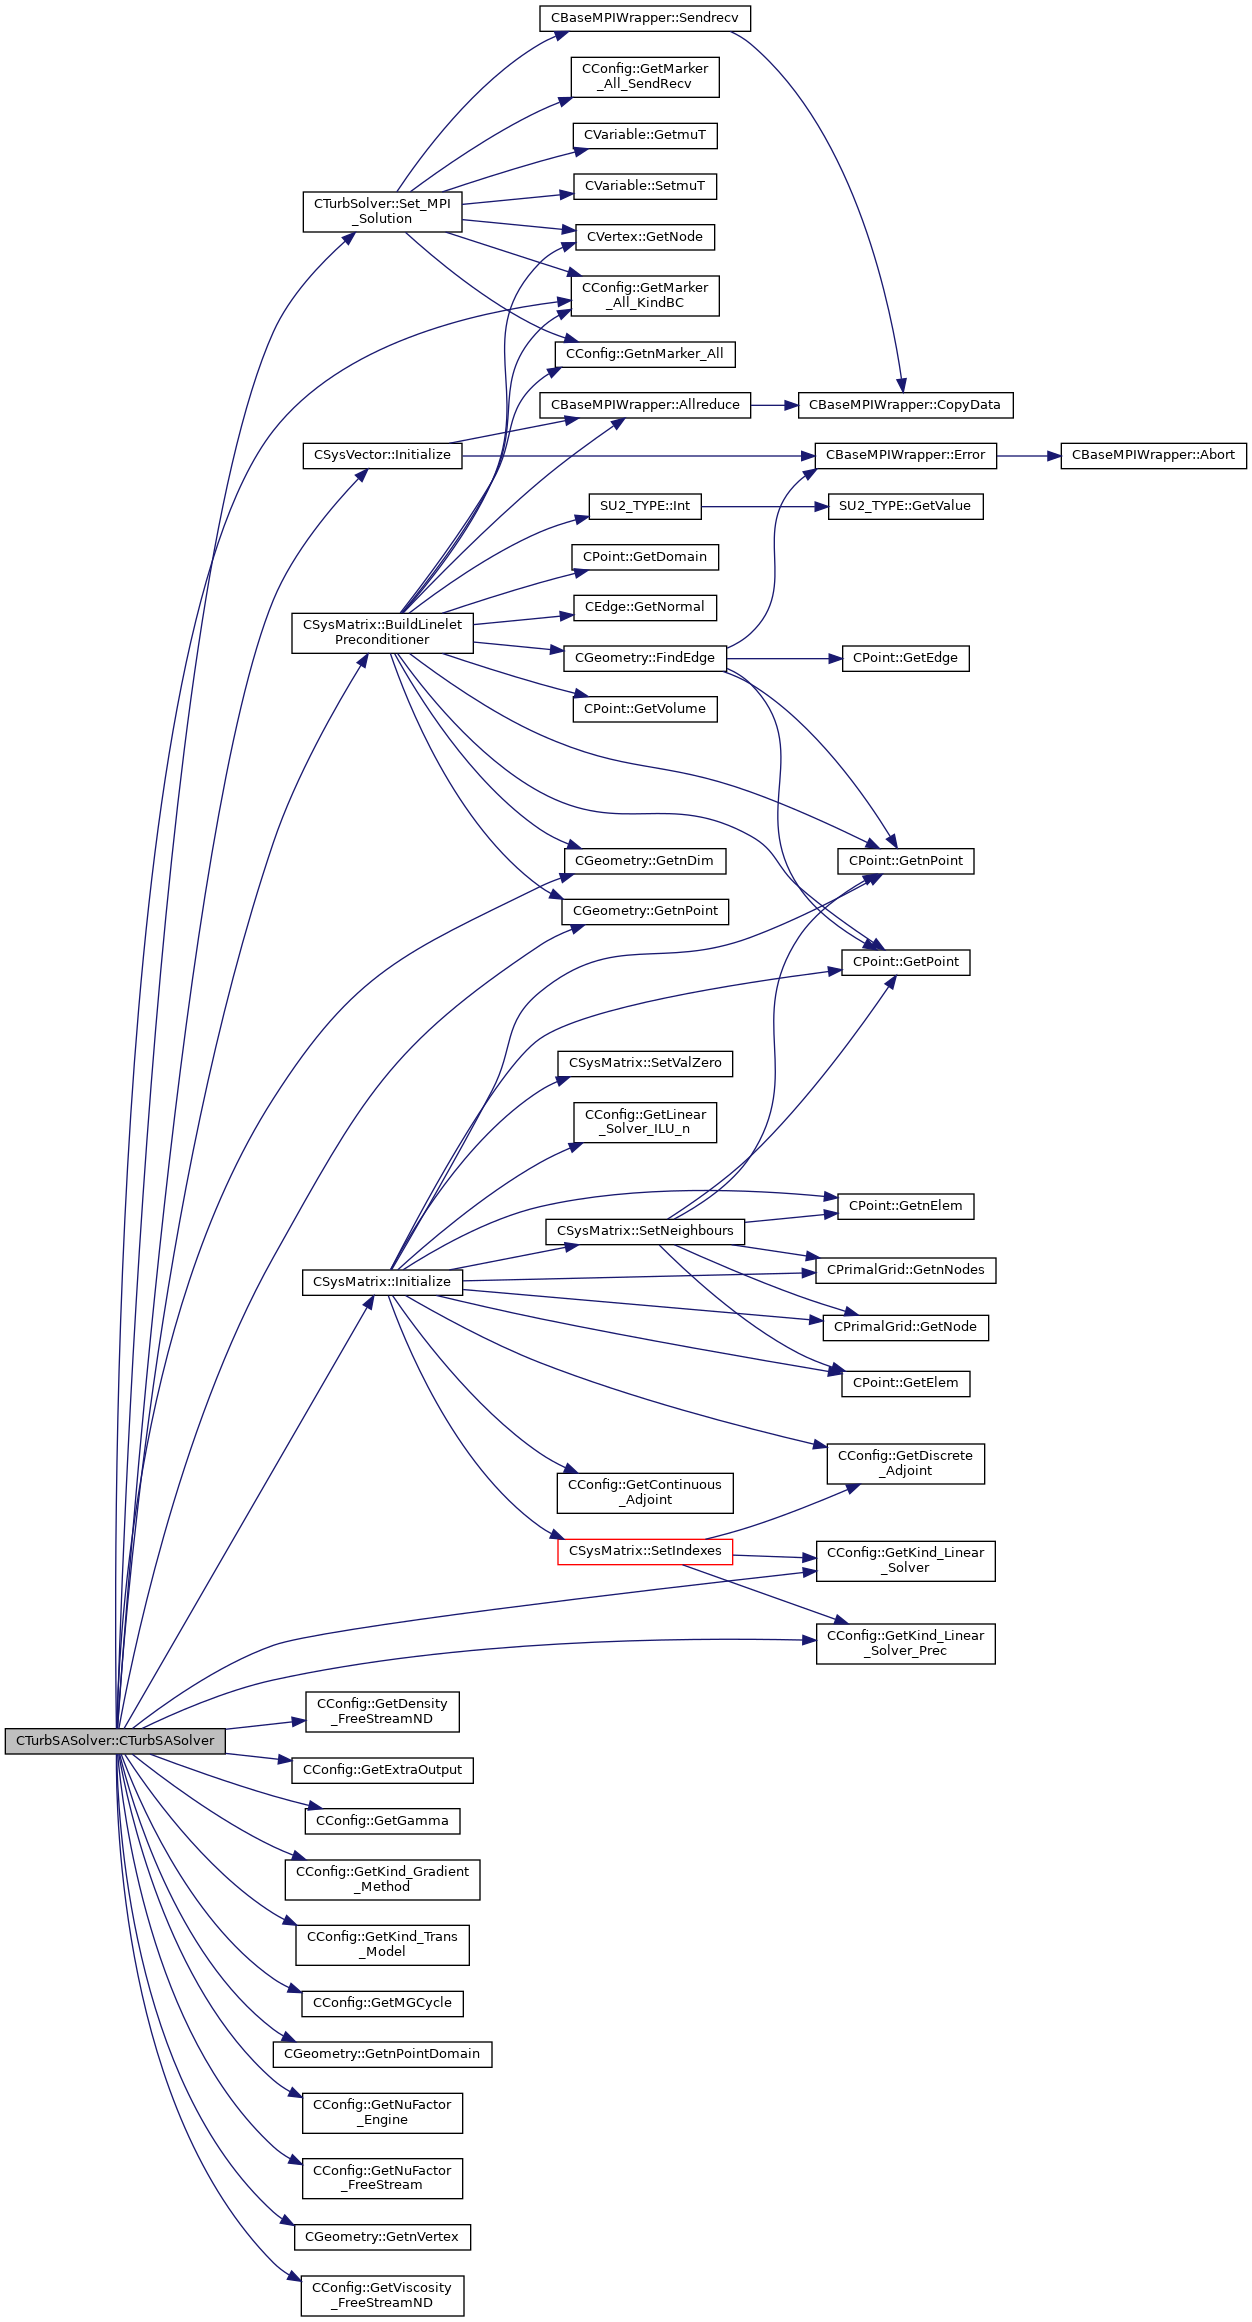 CBaseMPIWrapper::Sendrecv
CConfig::GetMarker
_All_SendRecv
CVariable::GetmuT
CVariable::SetmuT
CTurbSolver::Set_MPI
_Solution
CVertex::GetNode
CConfig::GetMarker
_All_KindBC
CConfig::GetnMarker_All
CBaseMPIWrapper::Allreduce
CBaseMPIWrapper::CopyData
CSysVector::Initialize
CBaseMPIWrapper::Error
CBaseMPIWrapper::Abort
SU2_TYPE::Int
SU2_TYPE::GetValue
CPoint::GetDomain
CEdge::GetNormal
CSysMatrix::BuildLinelet
Preconditioner
CGeometry::FindEdge
CPoint::GetEdge
CPoint::GetVolume
CGeometry::GetnDim
CPoint::GetnPoint
CGeometry::GetnPoint
CPoint::GetPoint
CSysMatrix::SetValZero
CConfig::GetLinear
_Solver_ILU_n
CPoint::GetnElem
CSysMatrix::SetNeighbours
CPrimalGrid::GetnNodes
CSysMatrix::Initialize
CPrimalGrid::GetNode
CPoint::GetElem
CConfig::GetDiscrete
_Adjoint
CConfig::GetContinuous
_Adjoint
CSysMatrix::SetIndexes
CConfig::GetKind_Linear
_Solver
CConfig::GetKind_Linear
_Solver_Prec
CConfig::GetDensity
_FreeStreamND
CTurbSASolver::CTurbSASolver
CConfig::GetExtraOutput
CConfig::GetGamma
CConfig::GetKind_Gradient
_Method
CConfig::GetKind_Trans
_Model
CConfig::GetMGCycle
CGeometry::GetnPointDomain
CConfig::GetNuFactor
_Engine
CConfig::GetNuFactor
_FreeStream
CGeometry::GetnVertex
CConfig::GetViscosity
_FreeStreamND